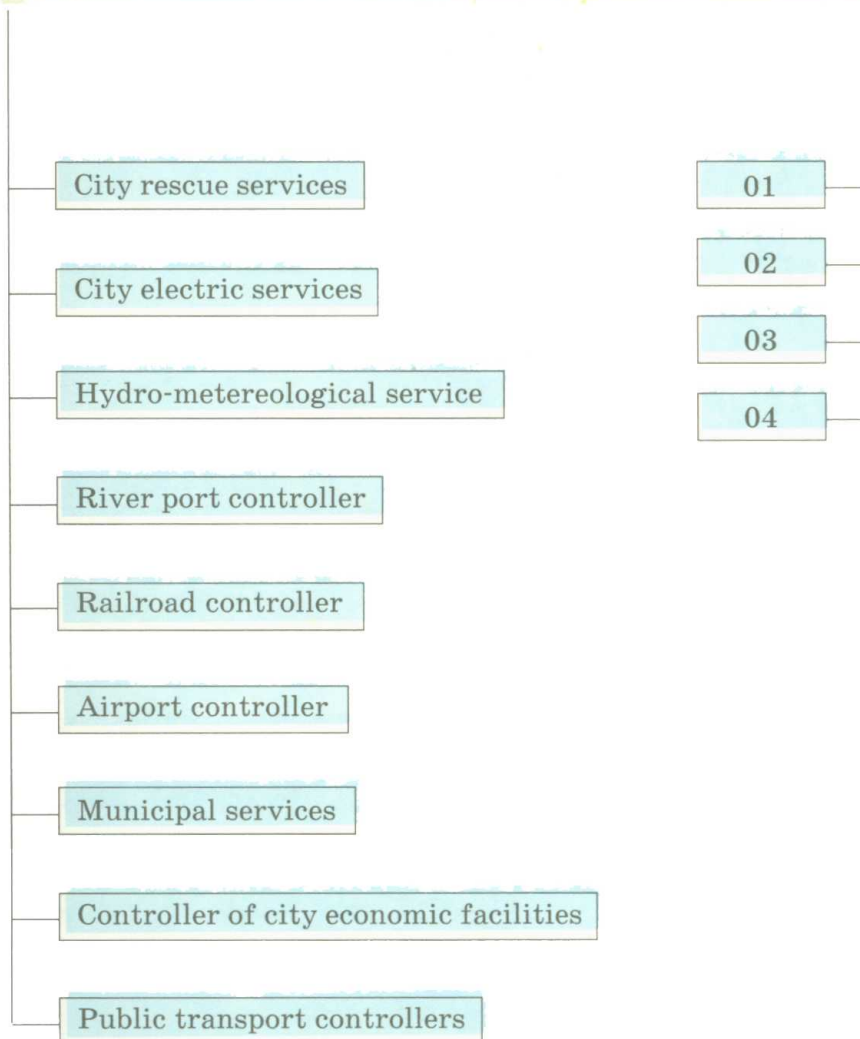 City rescue services
City electric services
Hydro-metereological service
River port controller
Railroad controller
Airport controller
Municipal services
Controller of city economic facilities
Public transport controllers
01
02
03
04